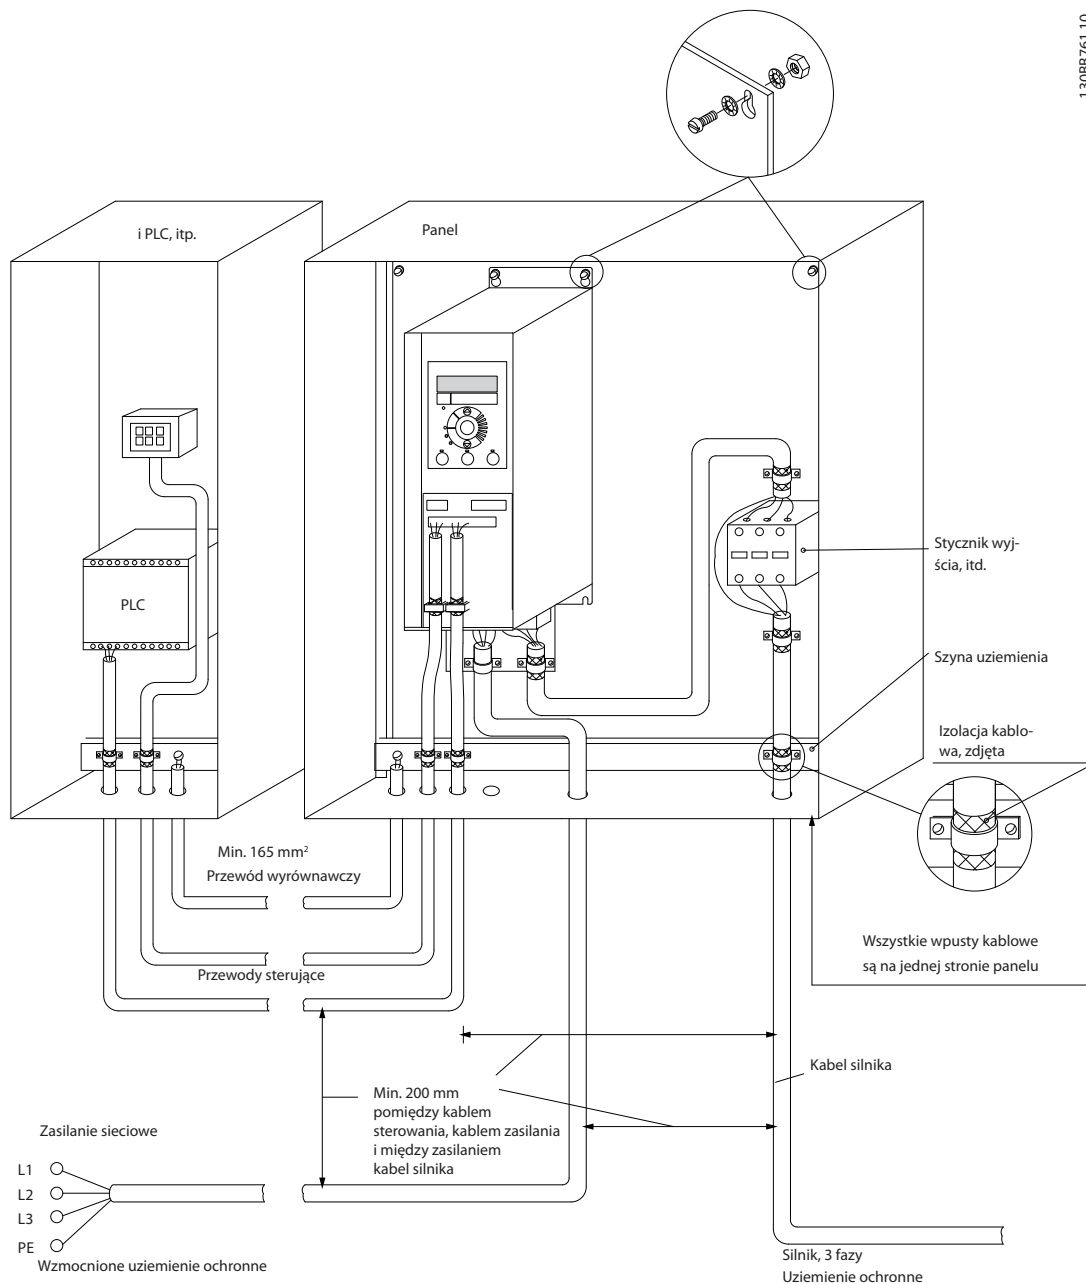 130BB761.10
i PLC, itp.
Panel
PLC
Stycznik wyj-
ścia, itd.
Szyna uziemienia
Izolacja kablo-
wa, zdjęta
Min. 165 mm²
Przewód wyrównawczy
Wszystkie wpusty kablowe
są na jednej stronie panelu
Przewody sterujące
Kabel silnika
Min. 200 mm
pomiędzy kablem
sterowania, kablem zasilania
i między zasilaniem
kabel silnika
Zasilanie sieciowe
L1
L2
L3
PE
Wzmocnione uziemienie ochronne
Silnik, 3 fazy
Uziemienie ochronne